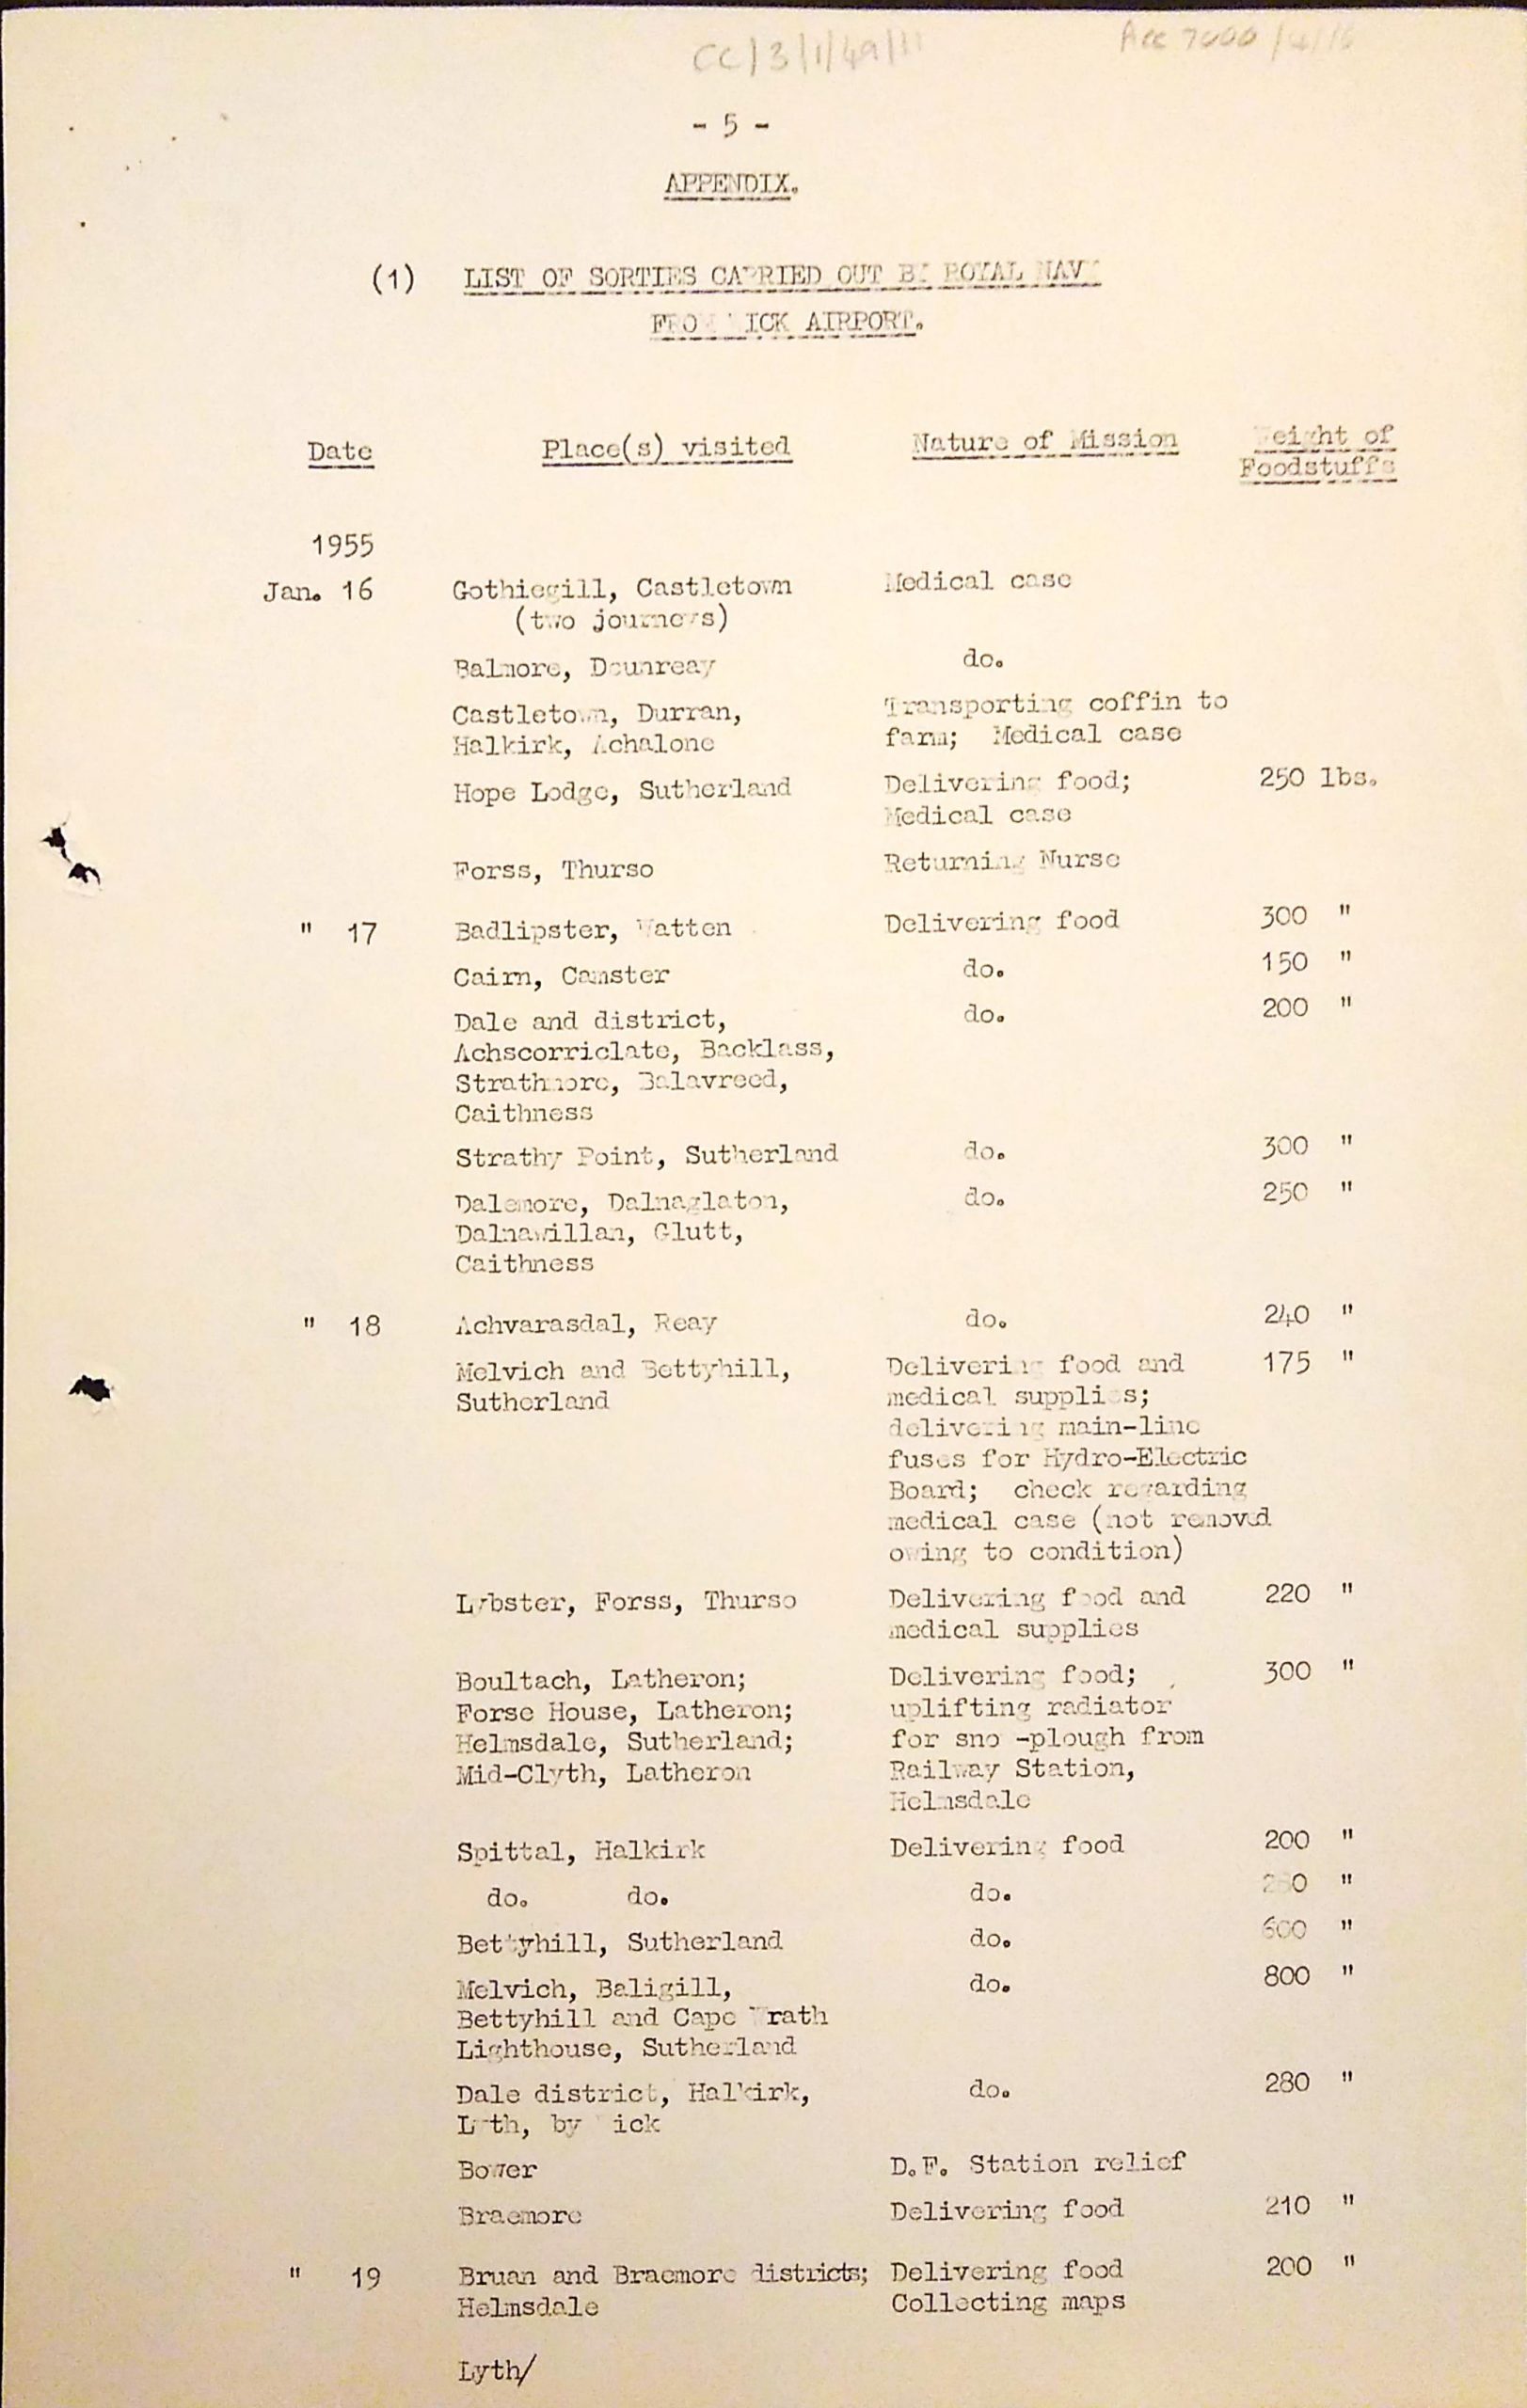 CC/3/1/49/11
Acc 7600
- 5 -
APPENDIX.
(1) LIST OF SORTIES CARRIED OUT BY ROYAL NAVY
FROM WICK AIRPORT.
Date Place(s) visited Nature of Mission Weight of
Foodstuffs
1955
Jan. 16 Gothiegill, Castletown Medical case
(two journeys)
Balmore, Dounreay do.
Castletown, Durran, Transporting coffin to
Halkirk, Achalone farm; Medical case
Hope Lodge, Sutherland Delivering food; 250 lbs.
Medical case
Forss, Thurso Returning Nurse
" 17 Badlipster, Watten Delivering food 300 "
Cairn, Camster do. 150 "
Dale and district, do. 200 "
Achscorriclate, Backlass,
Strathmore, Balavreed,
Caithness
Strathy Point, Sutherland do. 300 "
Dalemore, Dalnaglaton, do. 250 "
Dalnawillan, Glutt,
Caithness
" 18 Achvarasdal, Reay do. 240 "
Melvich and Bettyhill, Delivering food and 175 "
Sutherland medical supplies;
delivering main-line
fuses for Hydro-Electric
Board; check regarding
medical case (not removed
owing to condition)
Lybster, Forss, Thurso Delivering food and 220 "
medical supplies
Boultach, Latheron; Delivering food; 300 "
Forse House, Latheron; uplifting radiator
Helmsdale, Sutherland; for snow-plough from
Mid-Clyth, Latheron Railway Station,
Helmsdale
Spittal, Halkirk Delivering food 200 "
do. do. do. "
Bettyhill, Sutherland do. 600 "
Melvich, Baligill, do. 800 "
Bettyhill and Cape Wrath
Lighthouse, Sutherland
Dale district, Halkirk, do. 280 "
Lyth, by Wick
Bower D.F. Station relief
Braemore Delivering food 210 "
" 19 Bruan and Braemore districts; Delivering food 200 "
Helmsdale Collecting maps
Lyth/